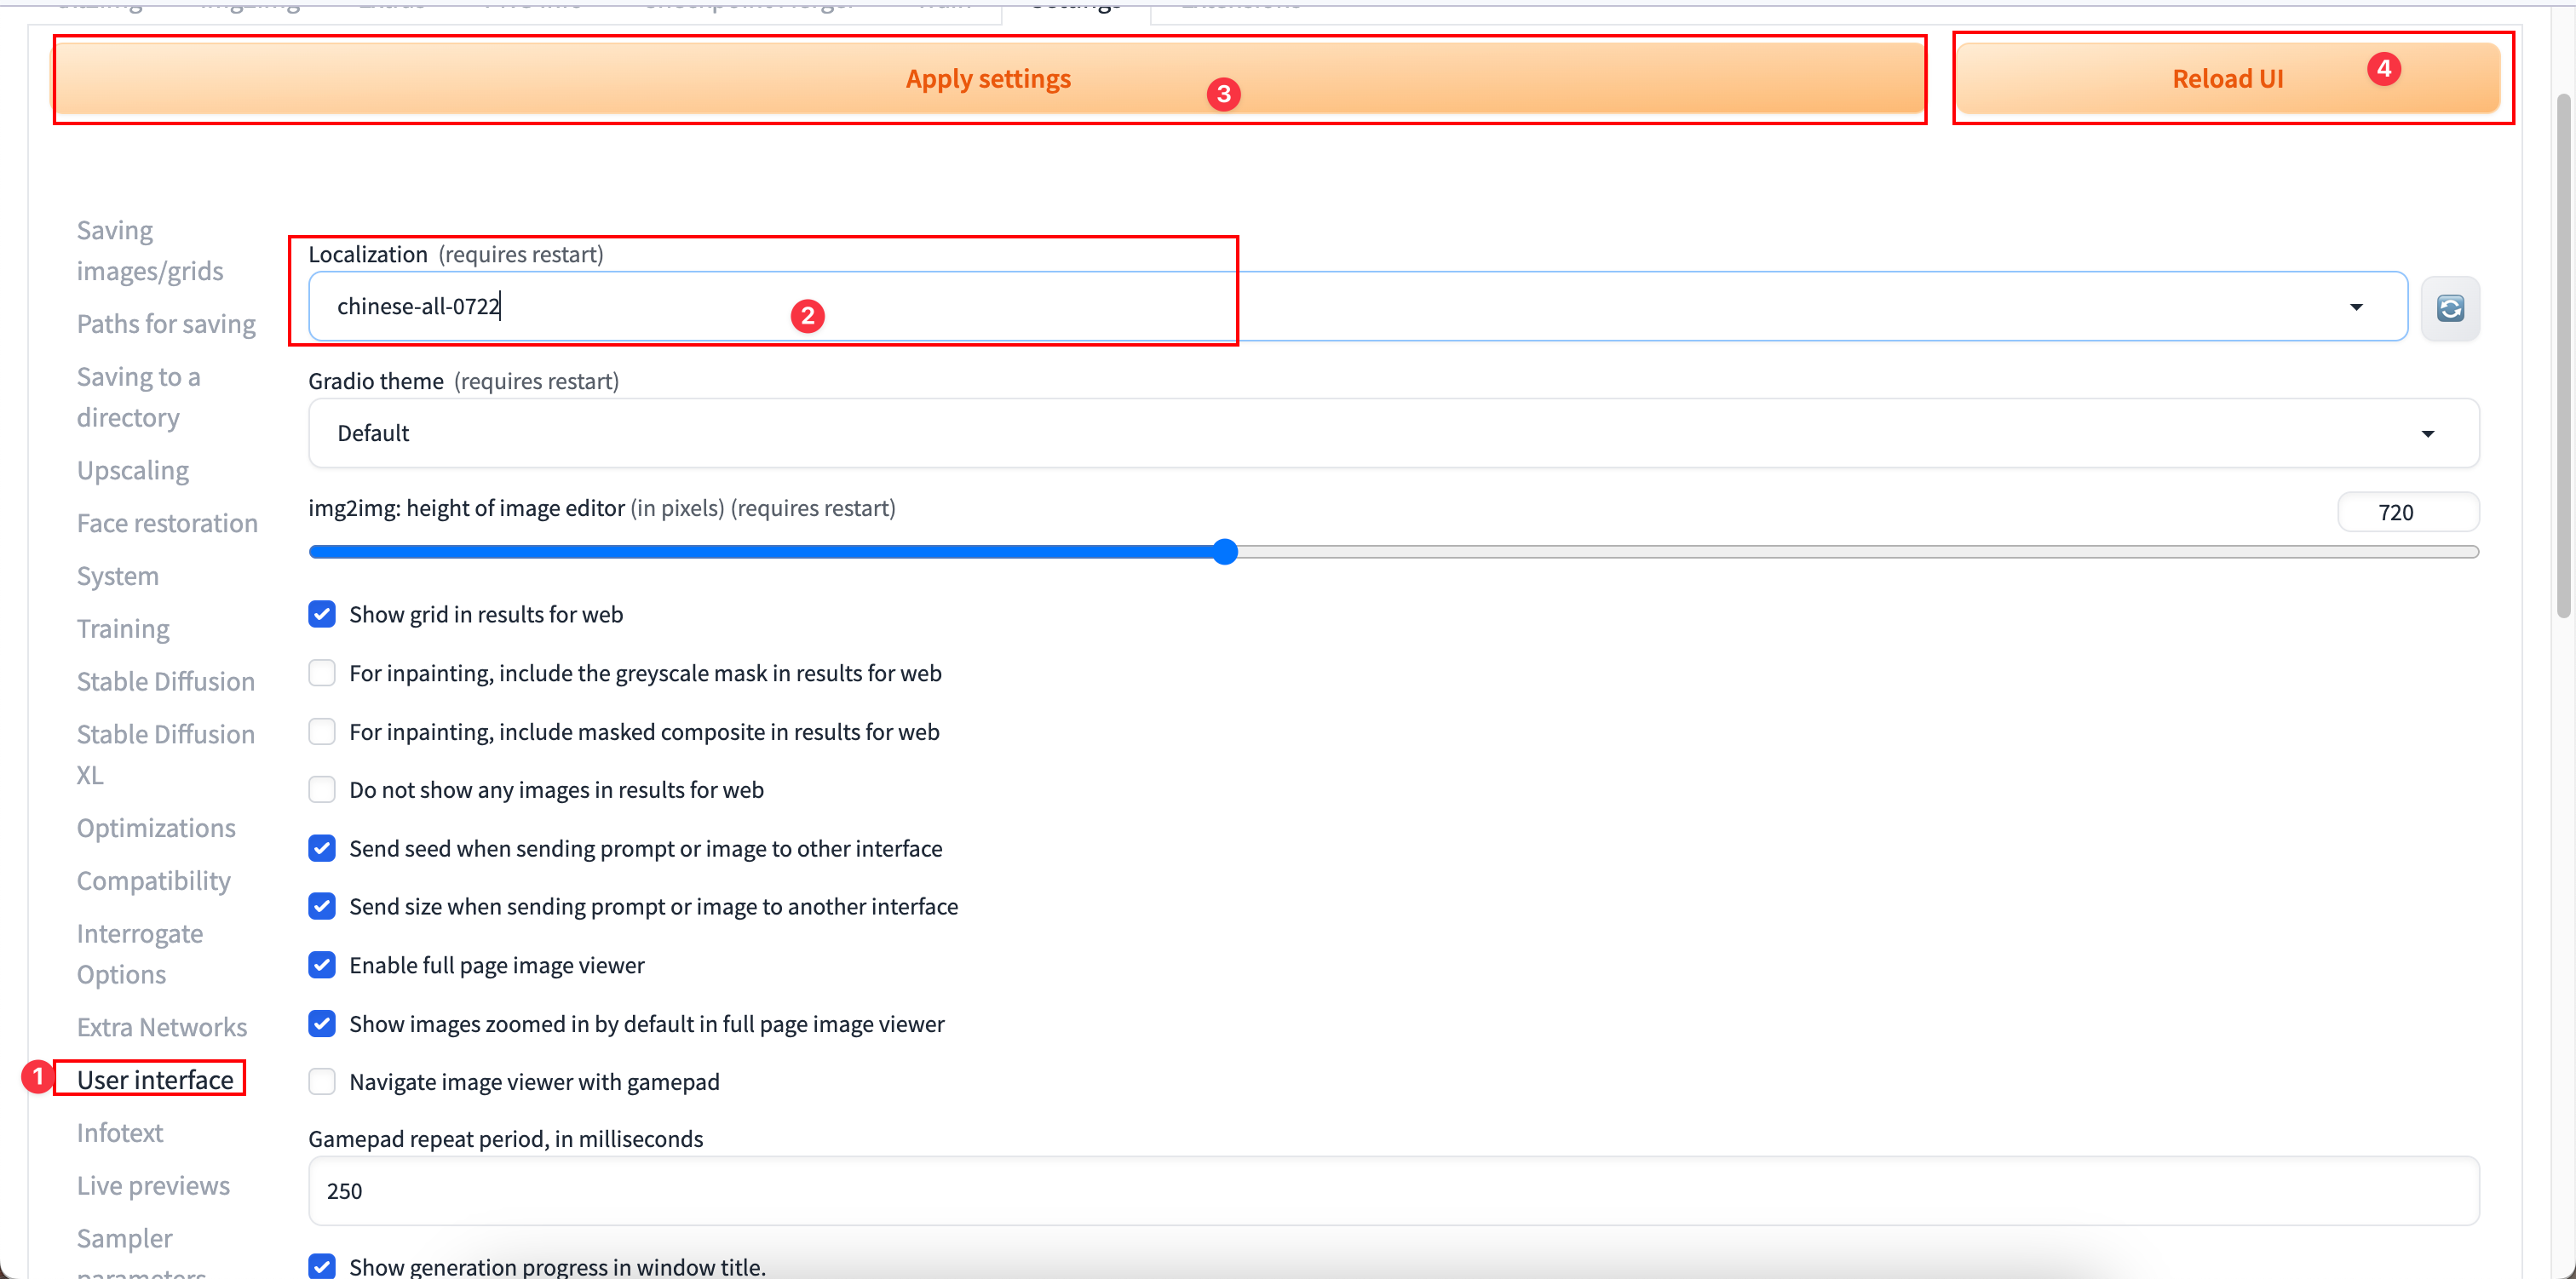 Settings
Apply settings
3
Reload UI
4
Saving
images/grids
Paths for saving
Saving to a
directory
Upscaling
Face restoration
System
Training
Stable Diffusion
Stable Diffusion
XL
Optimizations
Compatibility
Interrogate
Options
Extra Networks
1
User interface
Infotext
Live previews
Sampler
parameters
Localization (requires restart)
chinese-all-0722
2
Gradio theme (requires restart)
Default
img2img: height of image editor (in pixels) (requires restart)
720
Show grid in results for web
For inpainting, include the greyscale mask in results for web
For inpainting, include masked composite in results for web
Do not show any images in results for web
Send seed when sending prompt or image to other interface
Send size when sending prompt or image to another interface
Enable full page image viewer
Show images zoomed in by default in full page image viewer
Navigate image viewer with gamepad
Gamepad repeat period, in milliseconds
250
Show generation progress in window title.